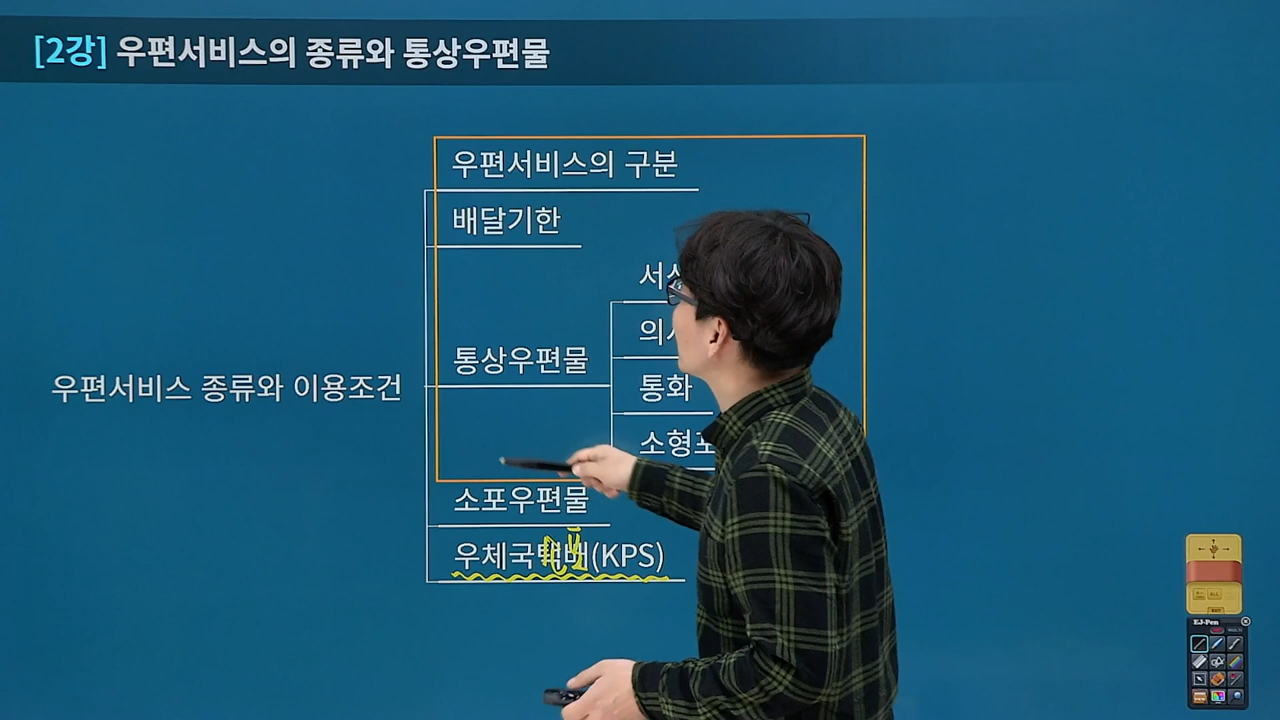 [2강] 우편서비스의 종류와 통상우편물
우편서비스의 구분
배달기한
의
통상우편물
우편서비스 종류와 이용조건
통화
소형
소포우편물
우체국택배(KPS)
EJ-Pen